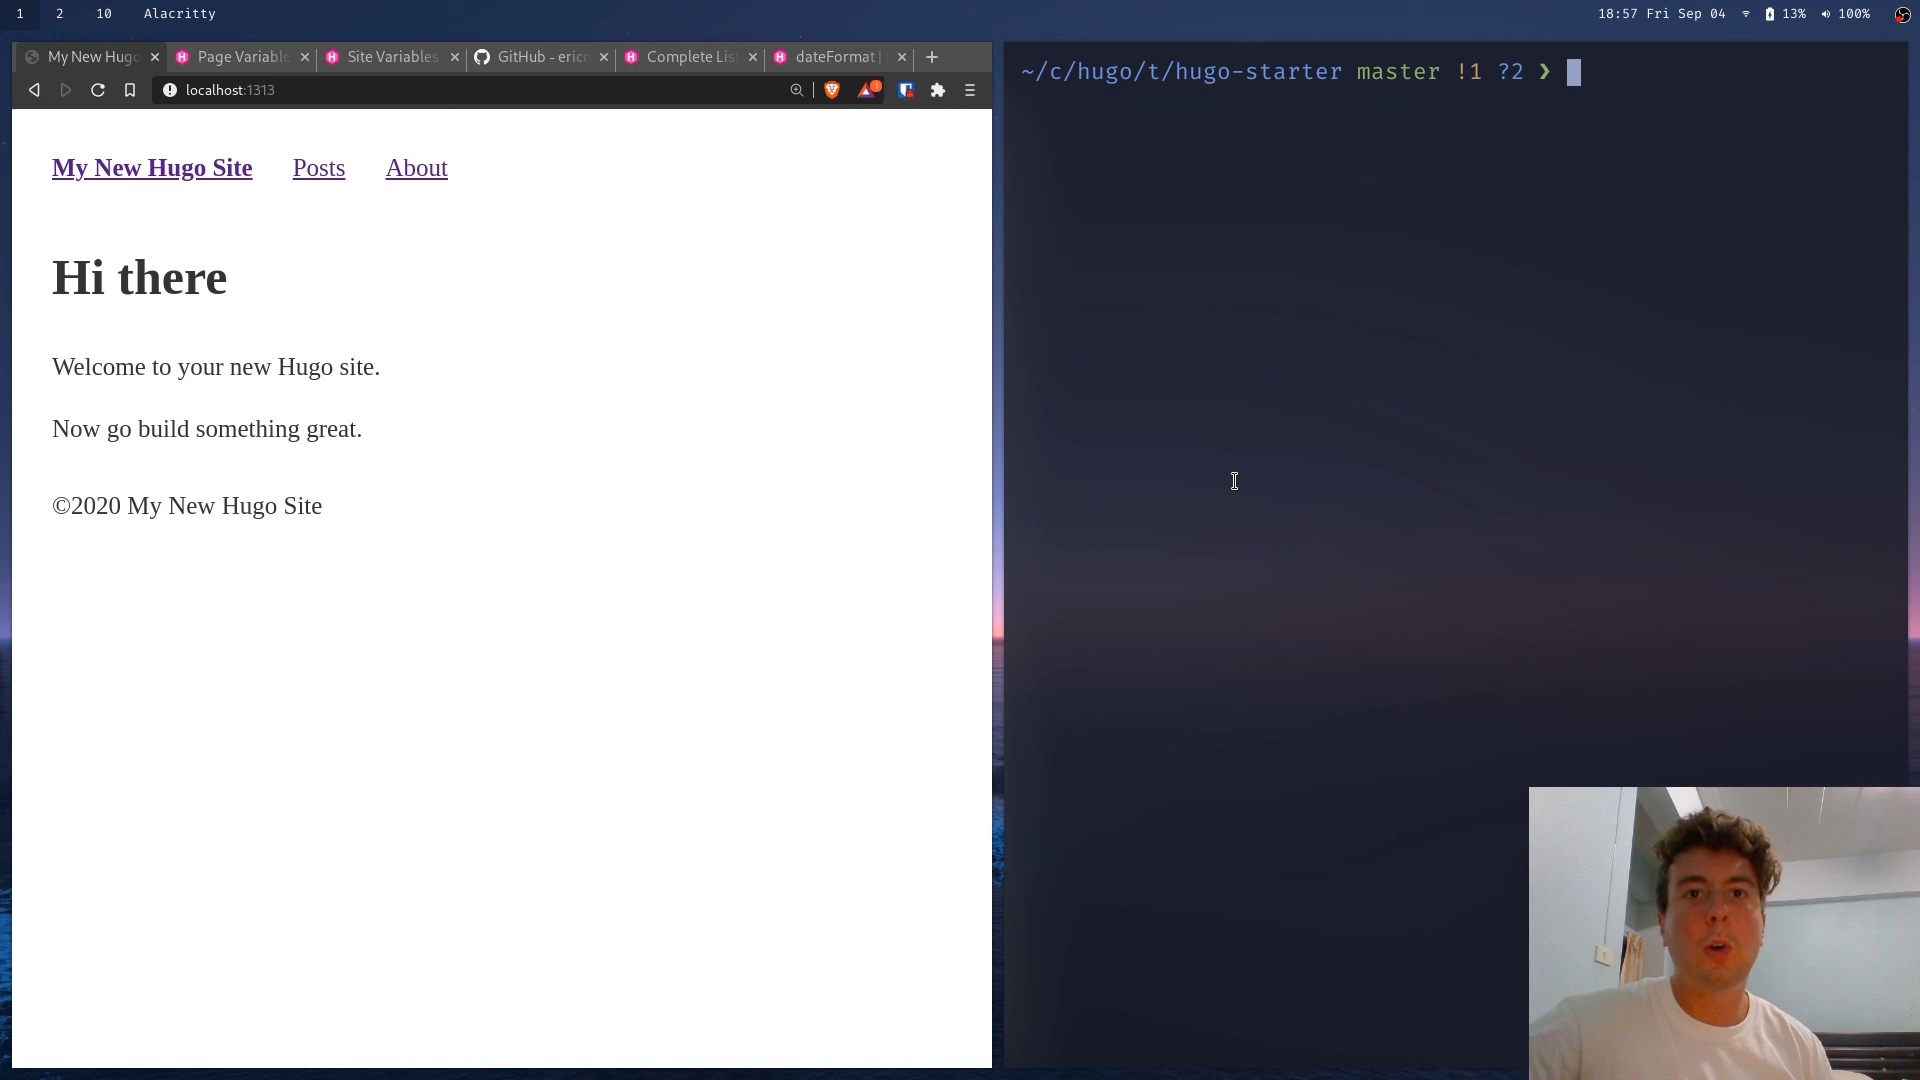 1 2 10 Alacritty 18:57 Fri Sep 04 13% 100%
My New Hugo Page Variable Site Variables GitHub - eric Complete Lis dateFormat |
localhost:1313
My New Hugo Site Posts About
Hi there
Welcome to your new Hugo site.
Now go build something great.
©2020 My New Hugo Site
~/c/hugo/t/hugo-starter master !1 ?2 ❯